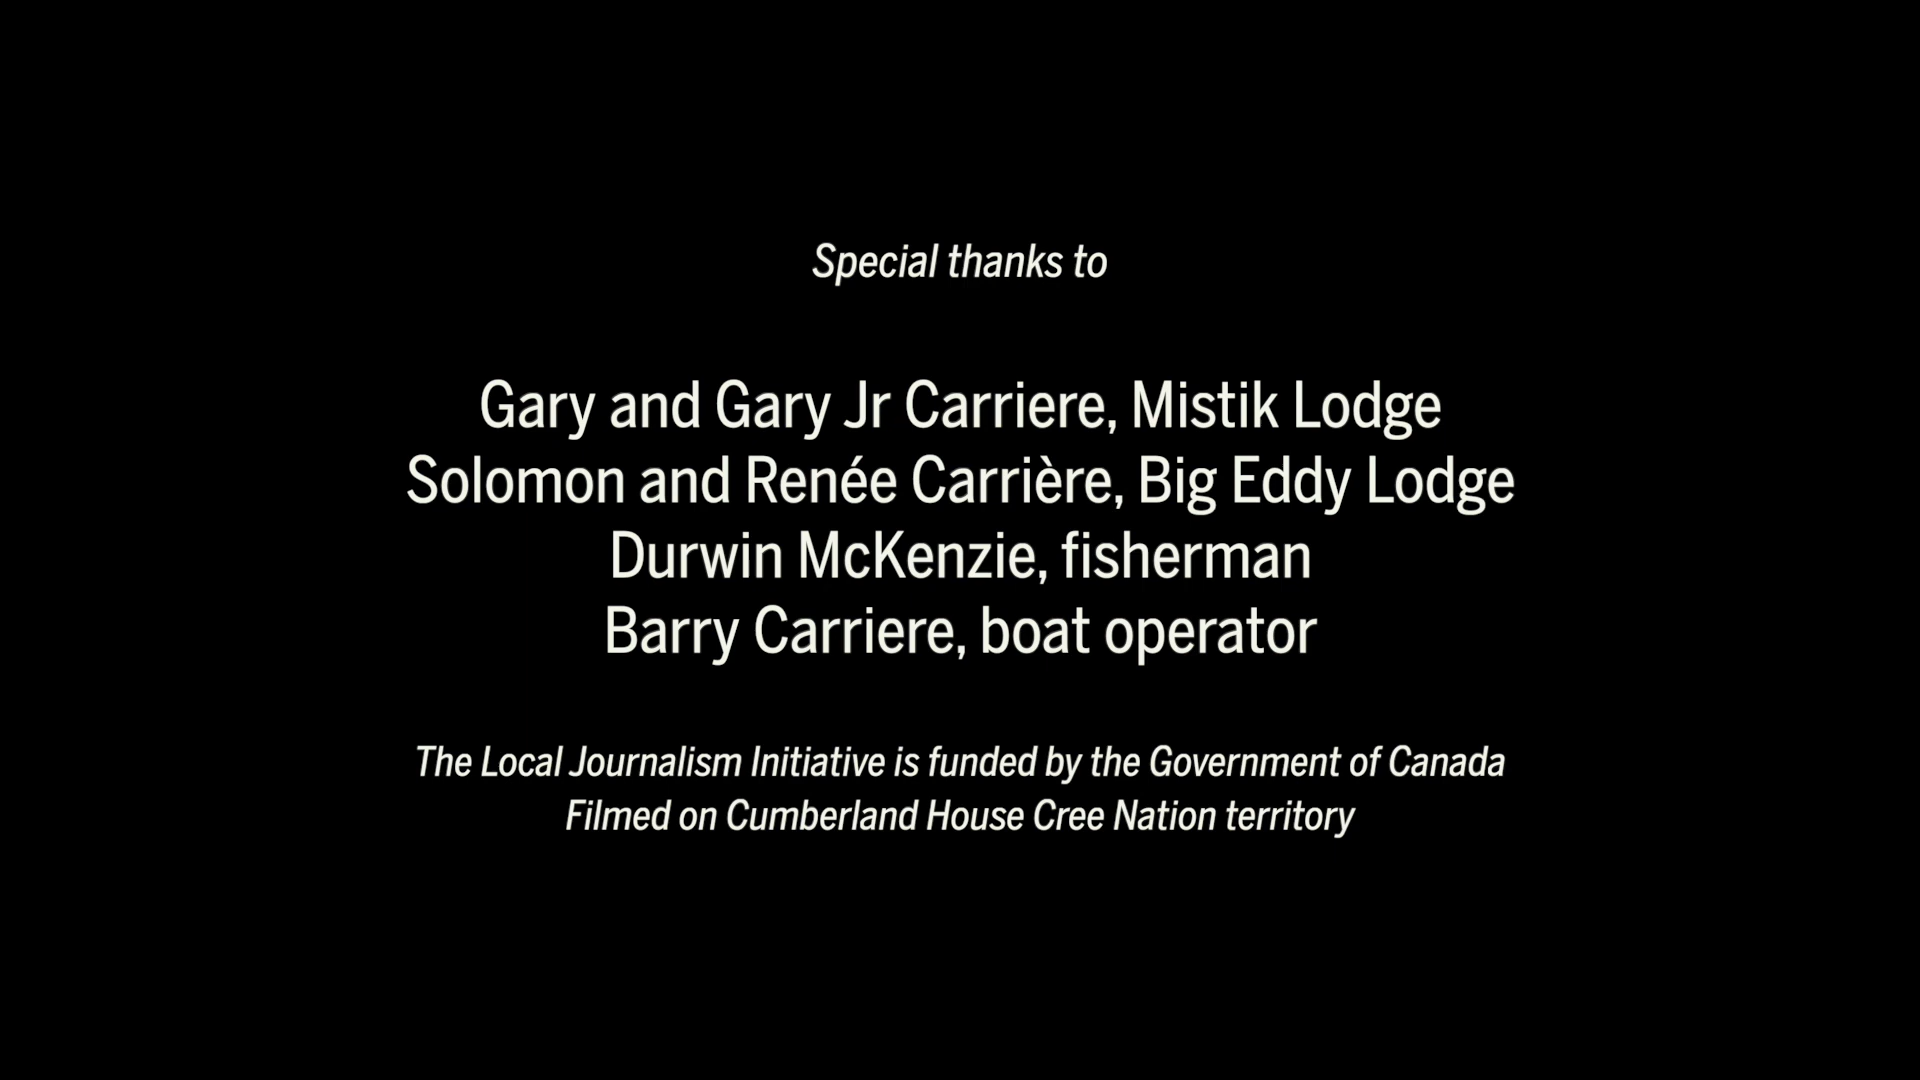 Special thanks to
Gary and Gary Jr Carriere, Mistik Lodge
Solomon and Renée Carrière, Big Eddy Lodge
Durwin McKenzie, fisherman
Barry Carriere, boat operator
The Local Journalism Initiative is funded by the Government of Canada
Filmed on Cumberland House Cree Nation territory